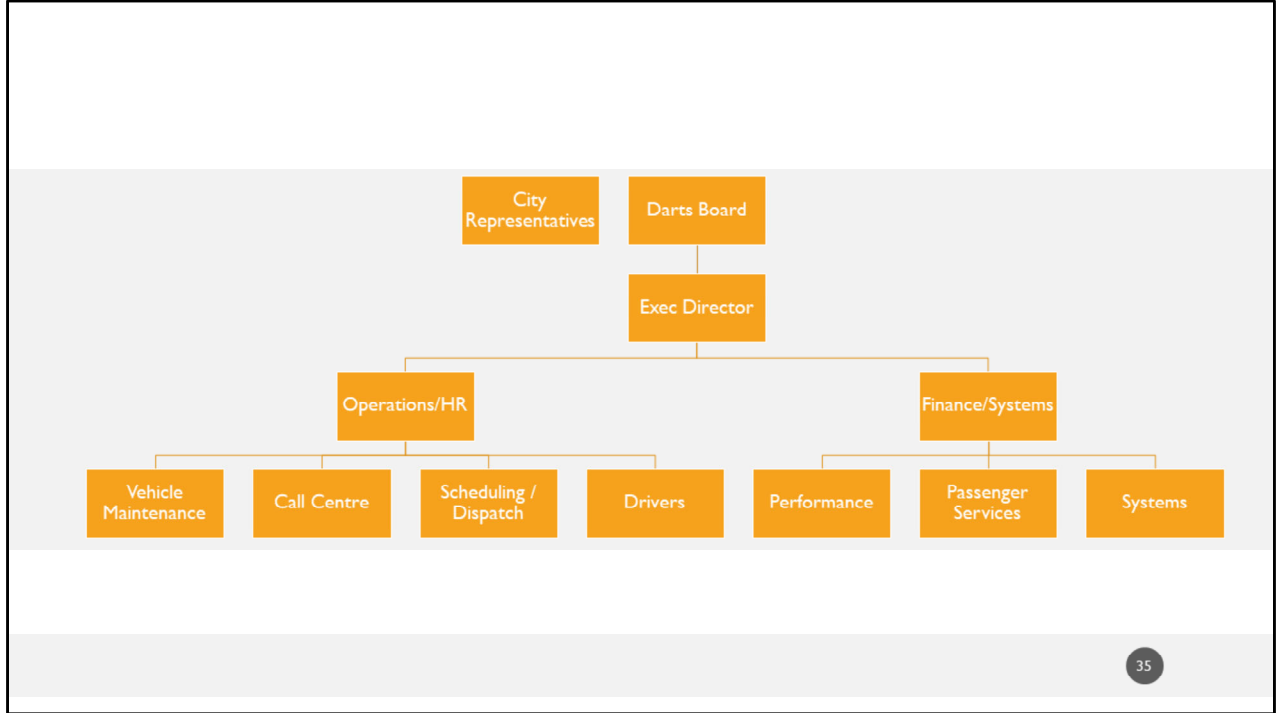 City
Representatives
Darts Board
Exec Director
Operations/HR
Finance/Systems
Vehicle
Maintenance
Call Centre
Scheduling /
Dispatch
Drivers
Performance
Passenger
Services
Systems
35